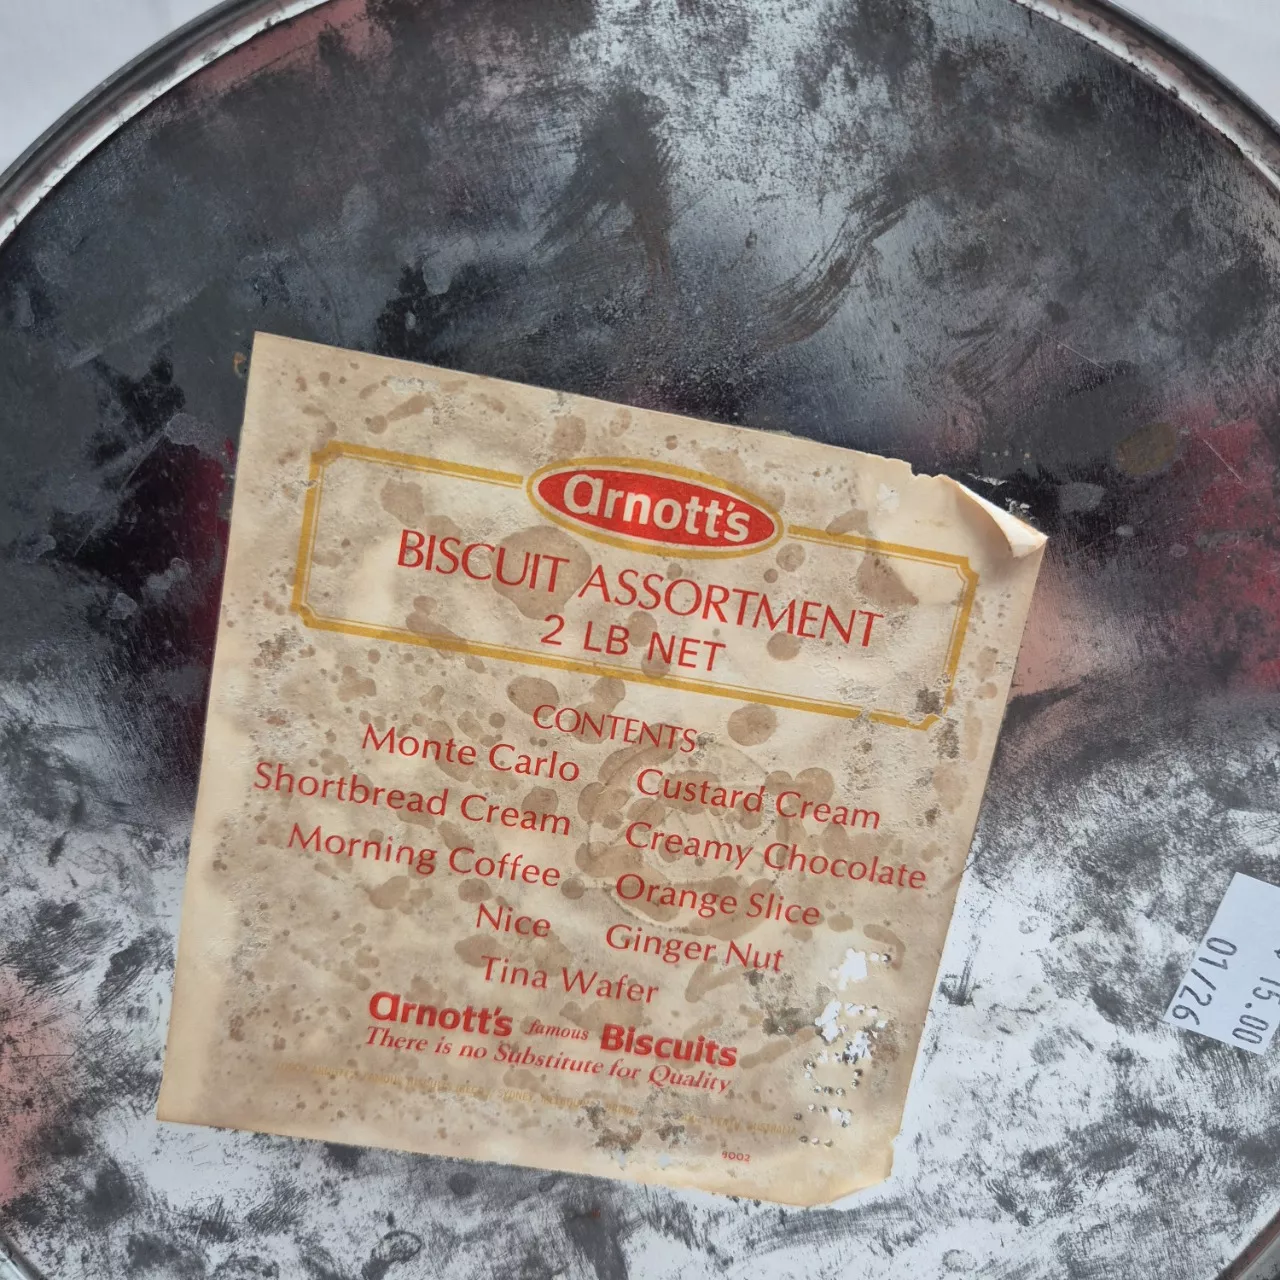 arnott's
BISCUIT ASSORTMENT
2 LB NET
CONTENTS
Monte Carlo Custard Cream
Shortbread Cream Creamy Chocolate
Morning Coffee Orange Slice
Nice Ginger Nut
Tina Wafer
arnott's famous Biscuits
There is no Substitute for Quality
9002
15.00
01/26